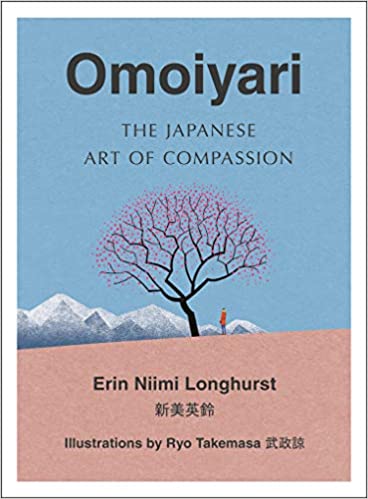 Omoiyari
THE JAPANESE
ART OF COMPASSION
Erin Niimi Longhurst
新美英鈴
Illustrations by Ryo Takemasa 武政諒